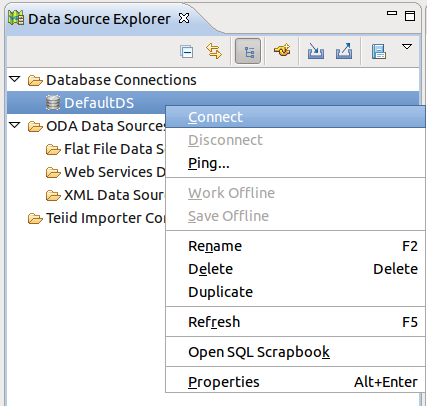 Data Source Explorer
Database Connections
DefaultDS
ODA Data Sources
Flat File Data S
Web Services D
XML Data Sour
Teiid Importer Con
Connect
Disconnect
Ping...
Work Offline
Save Offline
Rename F2
Delete Delete
Duplicate
Refresh F5
Open SQL Scrapbook
Properties Alt+Enter